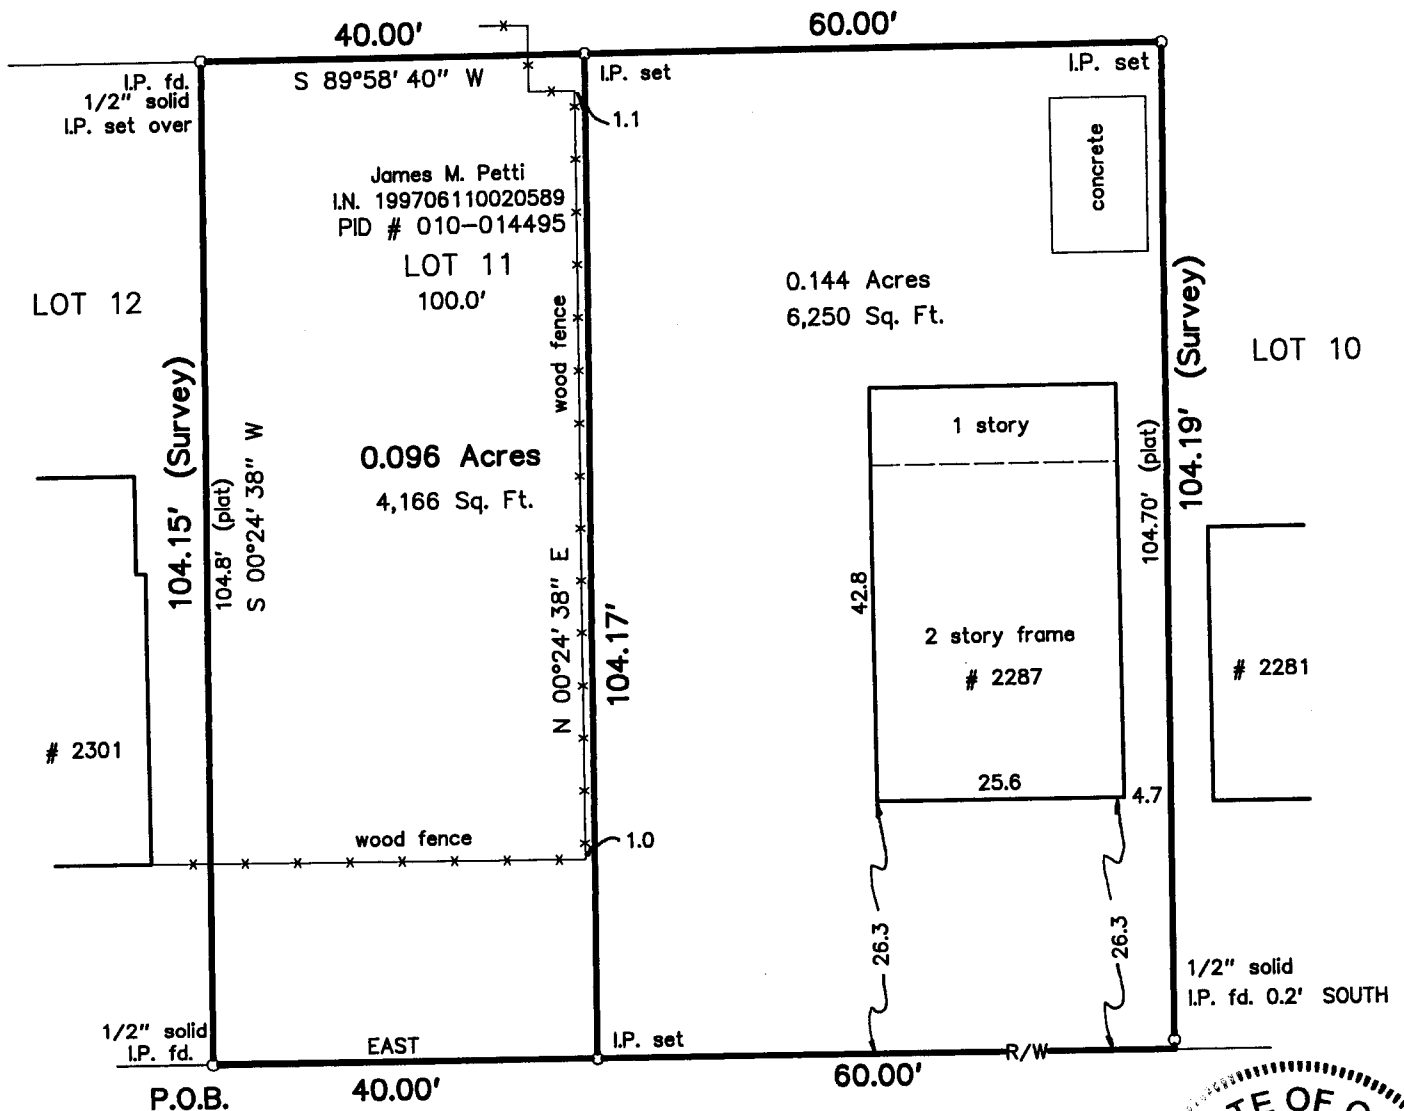 40.00'
60.00'
I.P. fd.
1/2" solid
I.P. set over
S 89°58' 40" W
I.P. set
I.P. set
1.1
concrete
James M. Petti
I.N. 199706110020589
PID # 010-014495
LOT 11
100.0'
LOT 12
wood fence
0.144 Acres
6,250 Sq. Ft.
LOT 10
104.15' (Survey)
104.8' (plat)
S 00°24' 38" W
0.096 Acres
4,166 Sq. Ft.
N 00°24' 38" E
104.17'
1 story
42.8
2 story frame
# 2287
25.6
4.7
104.70' (plat)
104.19' (Survey)
# 2281
# 2301
wood fence
1.0
26.3
26.3
1/2" solid
I.P. fd. 0.2' SOUTH
1/2" solid
I.P. fd.
EAST
I.P. set
R/W
P.O.B.
40.00'
60.00'
TE OF O